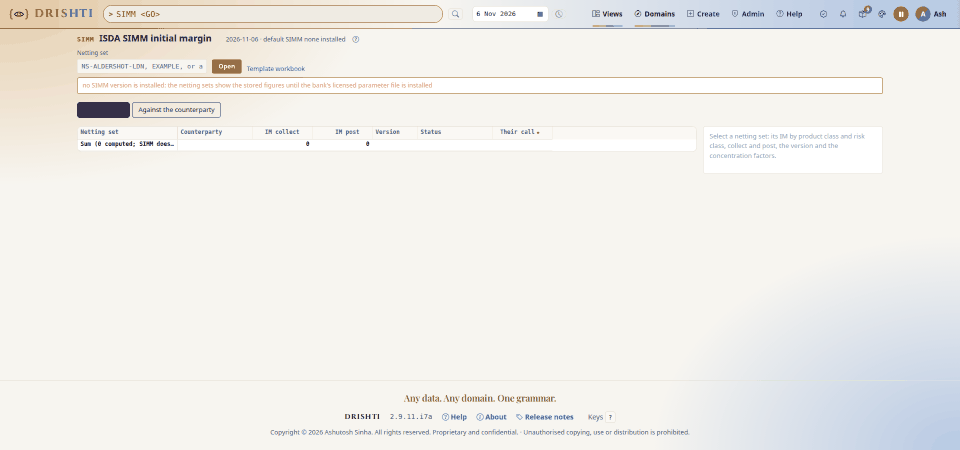 {<>} DRISHTI > SIMM <GO> 6 Nov 2026 Views Domains Create Admin Help A Ash
SIMM ISDA SIMM initial margin 2026-11-06 · default SIMM none installed
Netting set
NS-ALDERSHOT-LDN, EXAMPLE, or a Open Template workbook
no SIMM version is installed: the netting sets show the stored figures until the bank's licensed parameter file is installed
Against the counterparty
Netting set Counterparty IM collect IM post Version Status Their call ▾
Sum (0 computed; SIMM does… 0 0
Select a netting set: its IM by product class and risk
class, collect and post, the version and the
concentration factors.
Any data. Any domain. One grammar.
DRISHTI 2.9.11.i7a Help About Release notes Keys ?
Copyright © 2026 Ashutosh Sinha. All rights reserved. Proprietary and confidential. · Unauthorised copying, use or distribution is prohibited.